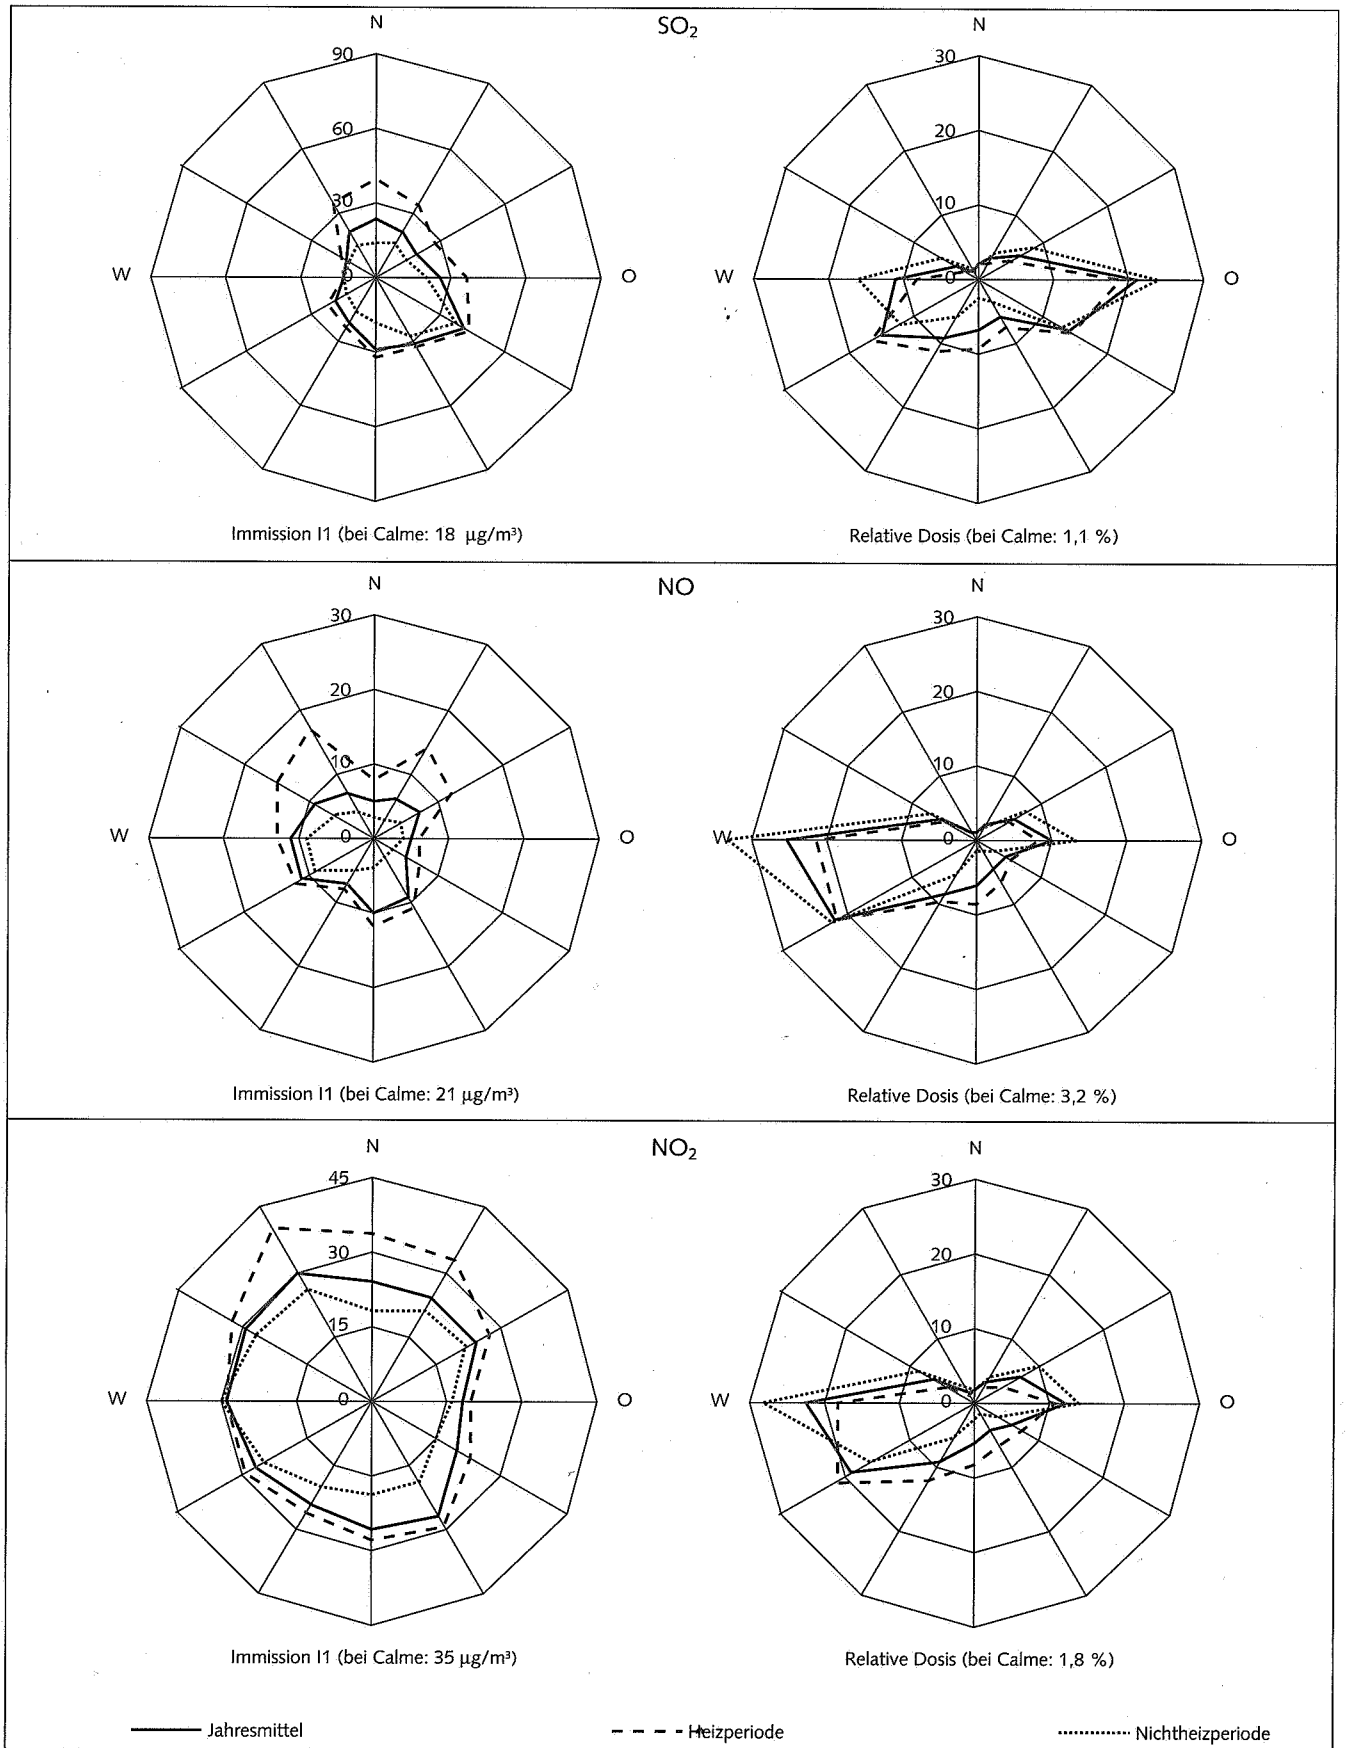 SO₂
N
90
60
30
0
W
O
Immission I1 (bei Calme: 18 µg/m³)
N
30
20
10
0
W
O
Relative Dosis (bei Calme: 1,1 %)
NO
N
30
20
10
0
W
O
Immission I1 (bei Calme: 21 µg/m³)
N
30
20
10
0
W
O
Relative Dosis (bei Calme: 3,2 %)
NO₂
N
45
30
15
0
W
O
Immission I1 (bei Calme: 35 µg/m³)
N
30
20
10
0
W
O
Relative Dosis (bei Calme: 1,8 %)
Jahresmittel
Heizperiode
Nichtheizperiode